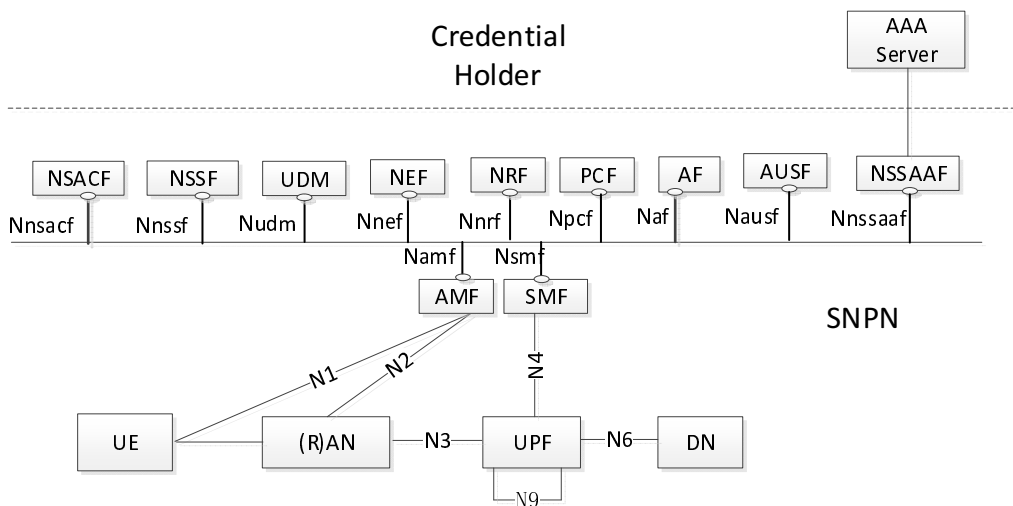 Credential
Holder
AAA
Server
NSACF
NSSF
UDM
NEF
NRF
PCF
AF
AUSF
NSSAAF
Nnsacf
Nnssf
Nudm
Nnef
Nnrf
Npcf
Naf
Nausf
Nnssaaf
Namf
Nsmf
AMF
SMF
SNPN
N1
N2
N4
UE
(R)AN
N3
UPF
N6
DN
N9